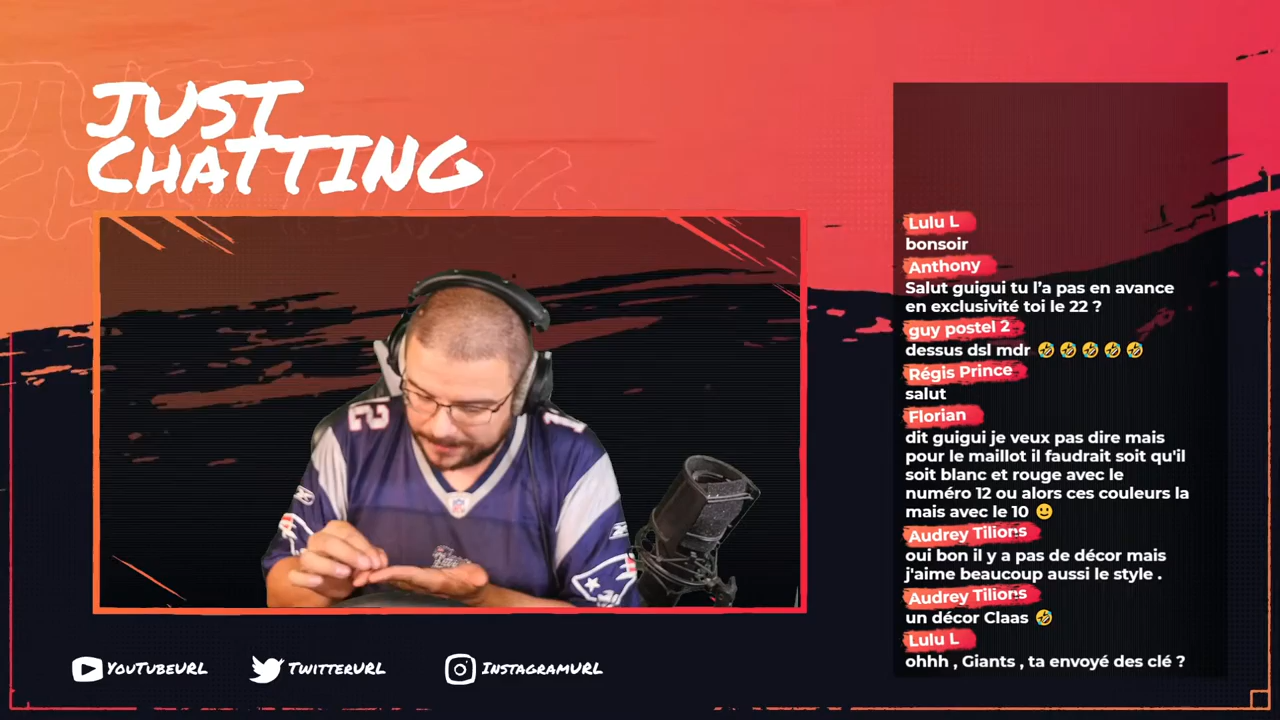 JUST
CHATTING
Lulu L
bonsoir
Anthony
Salut guigui tu l'a pas en avance
en exclusivité toi le 22 ?
guy postel 2
dessus dsl mdr 🤣 🤣 🤣 🤣 🤣
Régis Prince
salut
Florian
dit guigui je veux pas dire mais
pour le maillot il faudrait soit qu'il
soit blanc et rouge avec le
numéro 12 ou alors ces couleurs la
mais avec le 10 🙂
Audrey Tilions
oui bon il y a pas de décor mais
j'aime beaucoup aussi le style .
Audrey Tilions
un décor Claas 🤣
Lulu L
ohhh , Giants , ta envoyé des clé ?
12
YouTubeURL
TwitterURL
InstagramURL